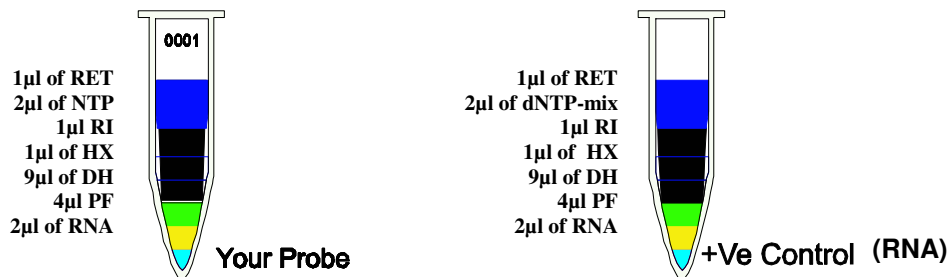 0001
1µl of RET
2µl of NTP
1µl RI
1µl of HX
9µl of DH
4µl PF
2µl of RNA
Your Probe
1µl of RET
2µl of dNTP-mix
1µl RI
1µl of HX
9µl of DH
4µl PF
2µl of RNA
+Ve Control (RNA)